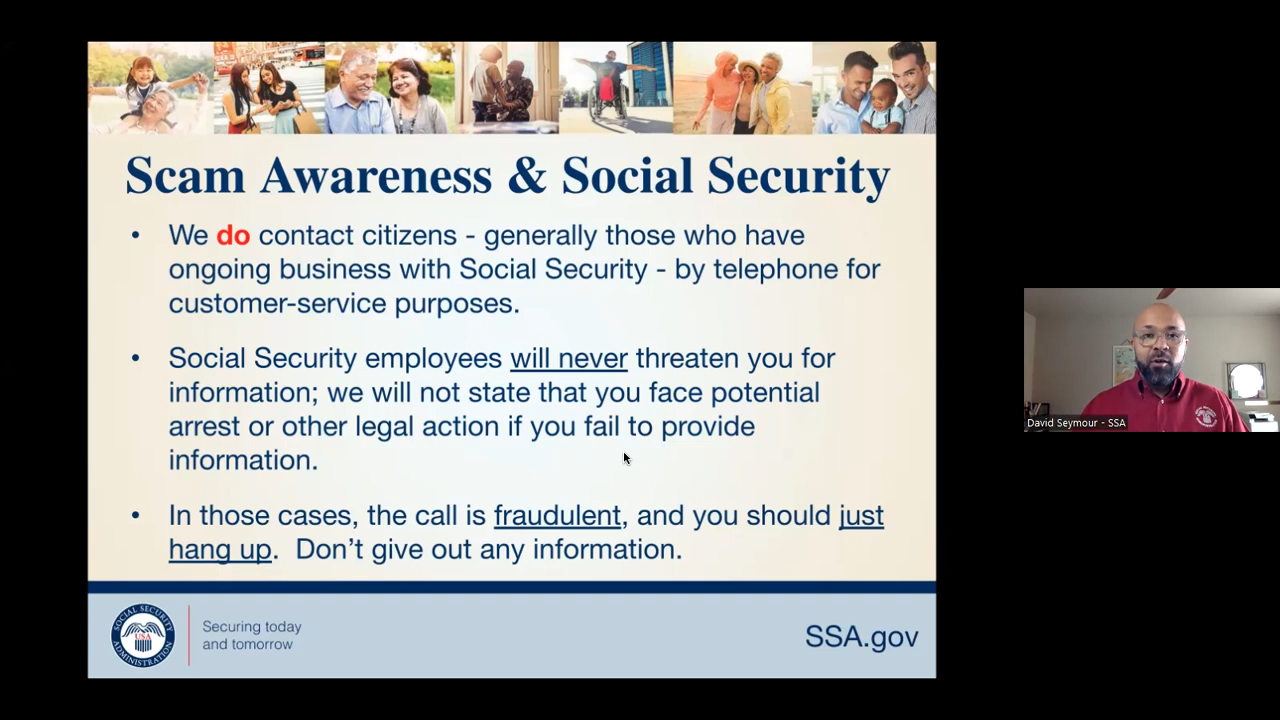 Scam Awareness & Social Security
• We do contact citizens - generally those who have
ongoing business with Social Security - by telephone for
customer-service purposes.
• Social Security employees will never threaten you for
information; we will not state that you face potential
arrest or other legal action if you fail to provide
information.
• In those cases, the call is fraudulent, and you should just
hang up.  Don’t give out any information.
SOCIAL SECURITY
USA
ADMINISTRATION
Securing today
and tomorrow
SSA.gov
David Seymour - SSA